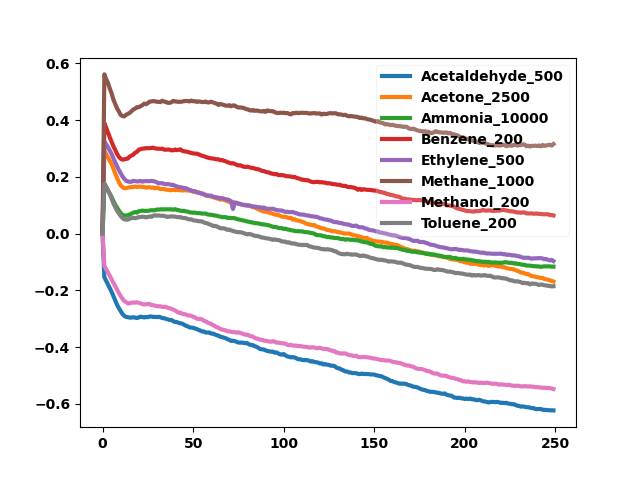 0.6
0.4
0.2
0.0
−0.2
−0.4
−0.6
0 50 100 150 200 250
Acetaldehyde_500
Acetone_2500
Ammonia_10000
Benzene_200
Ethylene_500
Methane_1000
Methanol_200
Toluene_200